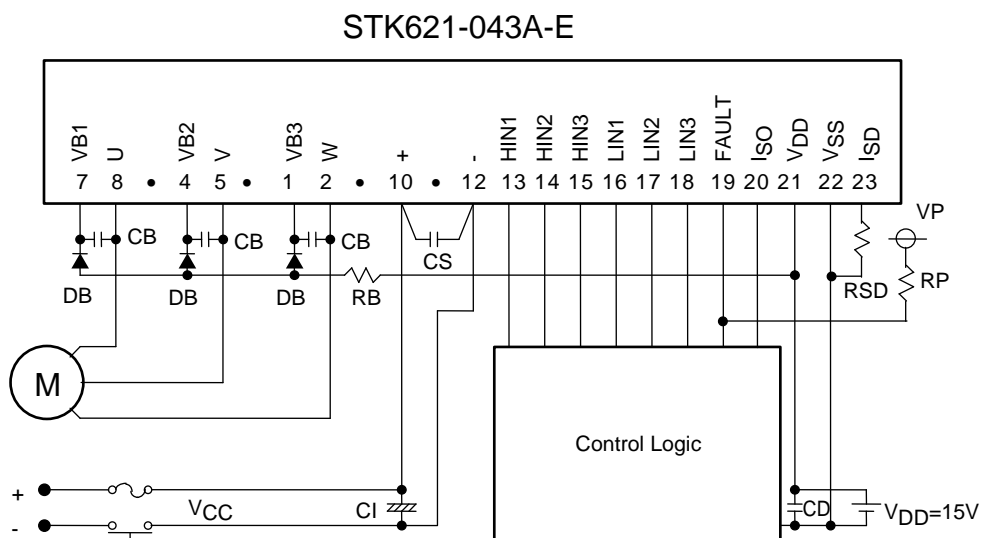 STK621-043A-E
VB1 U VB2 V VB3 W + - HIN1 HIN2 HIN3 LIN1 LIN2 LIN3 FAULT ISO VDD VSS ISD
7 8 • 4 5 • 1 2 • 10 • 12 13 14 15 16 17 18 19 20 21 22 23
VP
CB CB CB CS
DB DB DB RB RSD RP
M
Control Logic
+ VCC CI CD VDD=15V
-